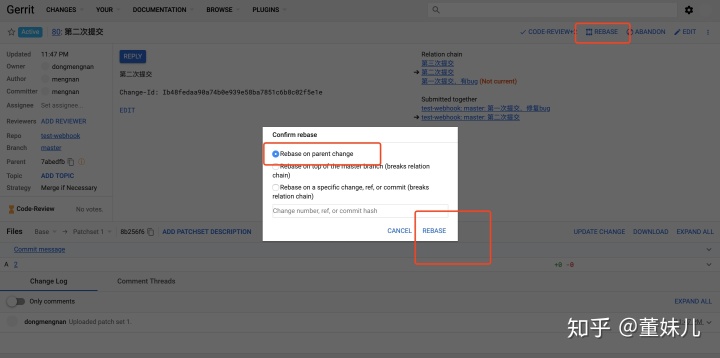 Gerrit CHANGES YOUR DOCUMENTATION BROWSE PLUGINS
Active 80: 第二次提交 CODE-REVIEW+ REBASE ABANDON EDIT
Updated 11:47 PM
Owner dongmengnan
Author mengnan
Committer mengnan
Assignee Set assignee...
Reviewers ADD REVIEWER
Repo test-webhook
Branch master
Parent 7abedfb
Topic ADD TOPIC
Strategy Merge if Necessary
Code-Review No votes.
REPLY
第二次提交
Change-Id: Ib48fedaa90a74b0e939e58ba7851c6b8c02f5e1e
EDIT
Relation chain
第三次提交
第二次提交
第一次提交，有bug (Not current)
Submitted together
test-webhook: master: 第一次提交，修复bug
test-webhook: master: 第二次提交
Confirm rebase
Rebase on parent change
Rebase on top of the master branch (breaks relation
chain)
Rebase on a specific change, ref, or commit (breaks
relation chain)
Change number, ref, or commit hash
CANCEL REBASE
Files Base → Patchset 1 8b256f6 ADD PATCHSET DESCRIPTION UPDATE CHANGE DOWNLOAD EXPAND ALL
Commit message
A 2 +0 -0
Change Log Comment Threads
Only comments EXPAND ALL
dongmengnan Uploaded patch set 1.
知乎 @董妹儿